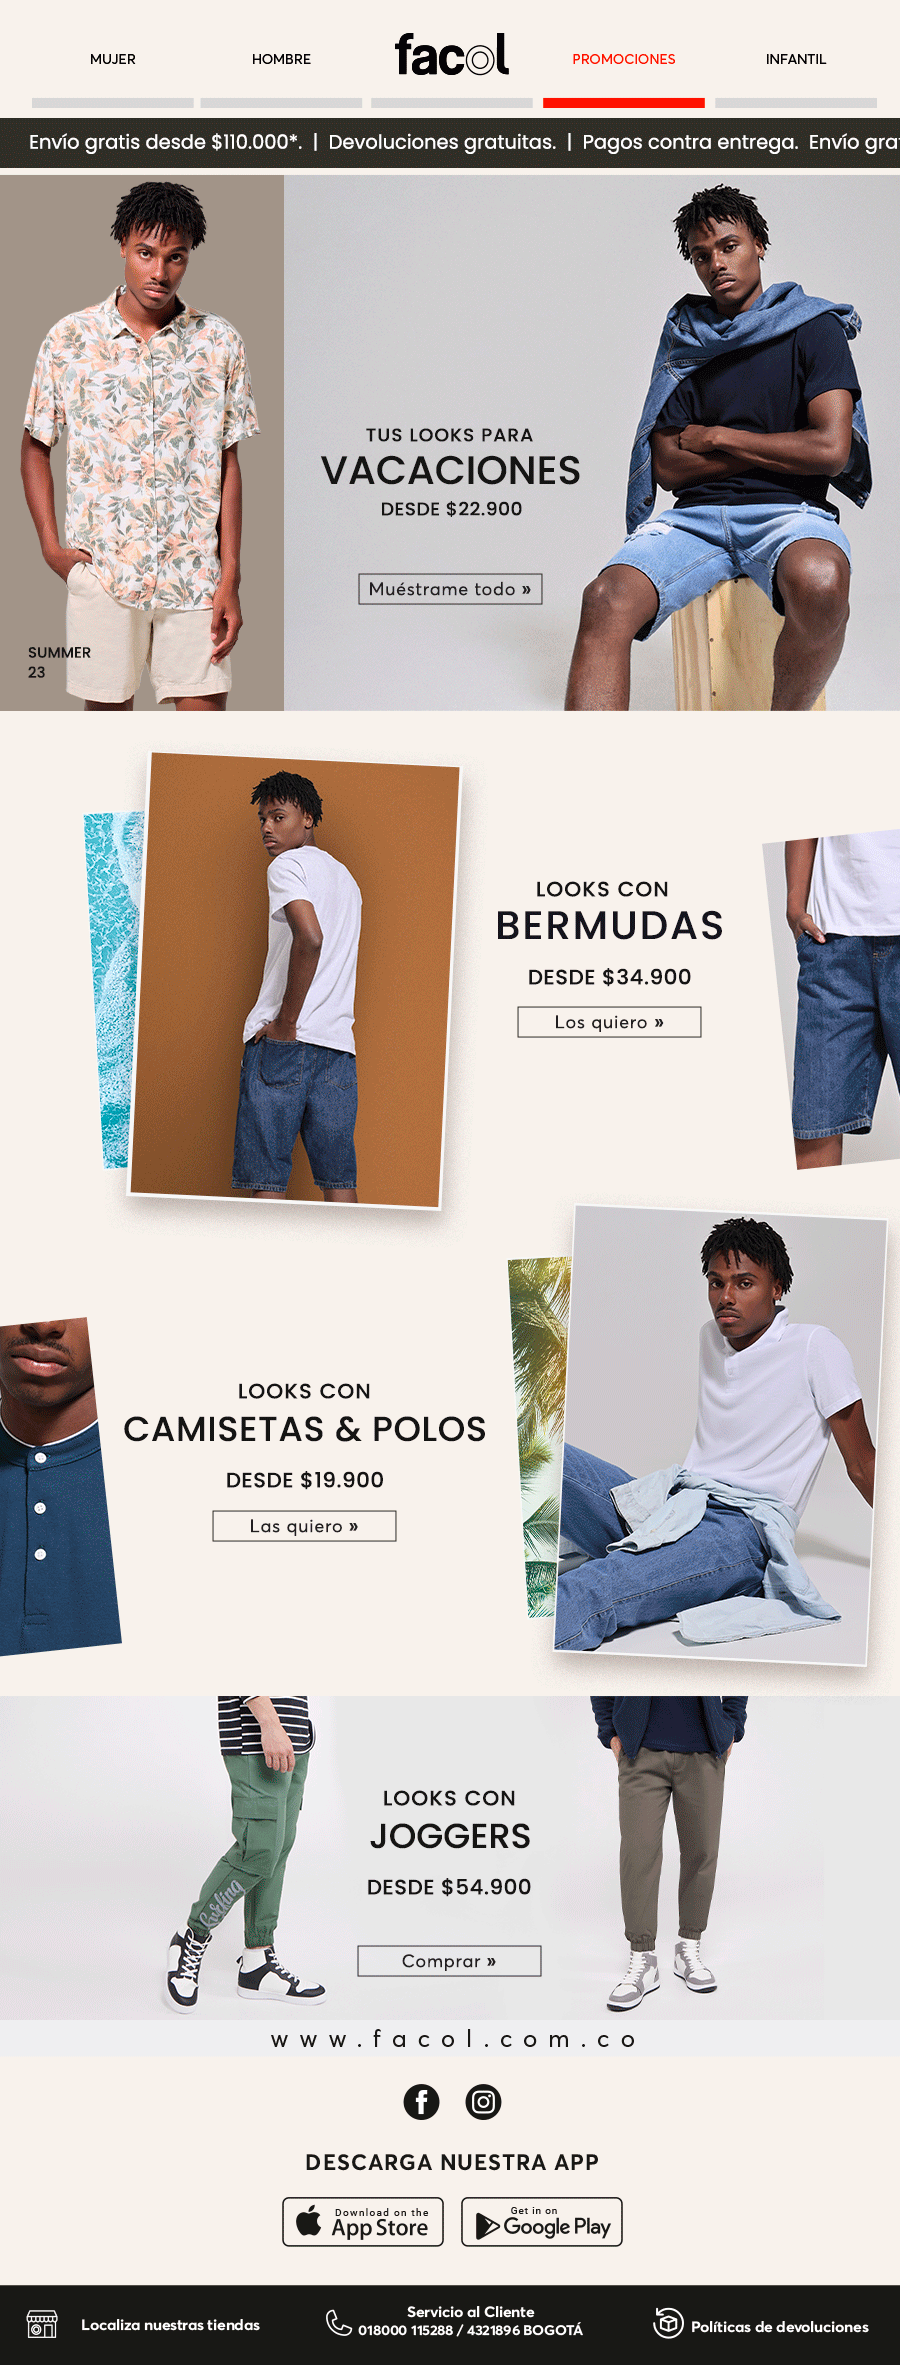 MUJER
HOMBRE
facol
PROMOCIONES
INFANTIL
Envío gratis desde $110.000*. | Devoluciones gratuitas. | Pagos contra entrega. Envío gra
TUS LOOKS PARA
VACACIONES
DESDE $22.900
Muéstrame todo »
SUMMER
23
LOOKS CON
BERMUDAS
DESDE $34.900
Los quiero »
LOOKS CON
CAMISETAS & POLOS
DESDE $19.900
Las quiero »
LOOKS CON
JOGGERS
DESDE $54.900
Comprar »
www.facol.com.co
DESCARGA NUESTRA APP
Download on the
App Store
Get in on
Google Play
Localiza nuestras tiendas
Servicio al Cliente
018000 115288 / 4321896 BOGOTÁ
Políticas de devoluciones